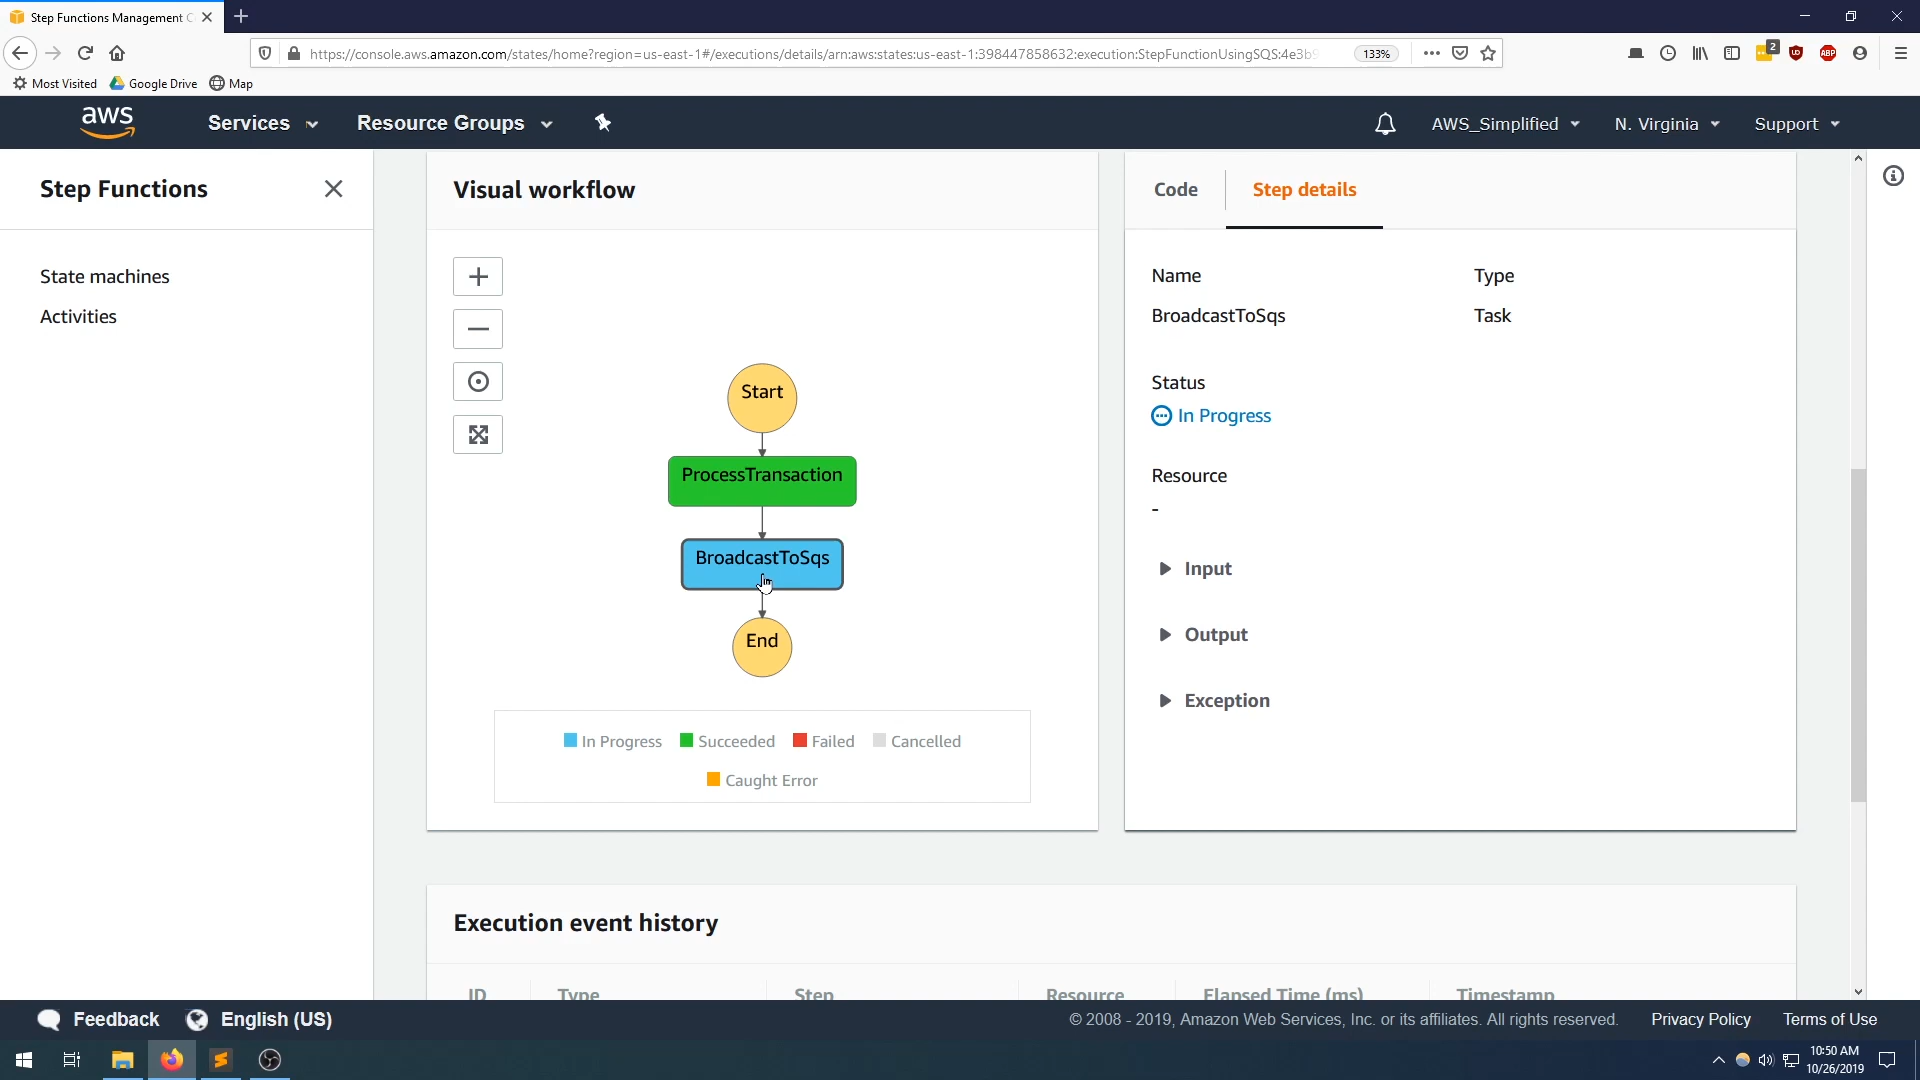 Step Functions Management C
https://console.aws.amazon.com/states/home?region=us-east-1#/executions/details/arn:aws:states:us-east-1:398447858632:execution:StepFunctionUsingSQS:4e3b9
133%
2
Most Visited
Google Drive
Map
aws
Services
Resource Groups
AWS_Simplified
N. Virginia
Support
Step Functions
State machines
Activities
Visual workflow
Start
ProcessTransaction
BroadcastToSqs
End
In Progress
Succeeded
Failed
Cancelled
Caught Error
Code
Step details
Name
Type
BroadcastToSqs
Task
Status
In Progress
Resource
-
Input
Output
Exception
Execution event history
ID
Type
Step
Resource
Elapsed Time (ms)
Timestamp
Feedback
English (US)
© 2008 - 2019, Amazon Web Services, Inc. or its affiliates. All rights reserved.
Privacy Policy
Terms of Use
10:50 AM
10/26/2019